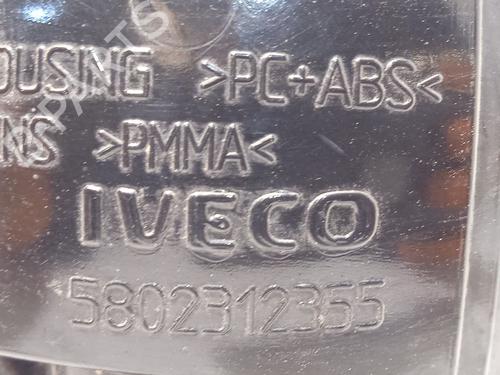 OUSING >PC+ABS<
NS >PMMA<
IVECO
5802312355